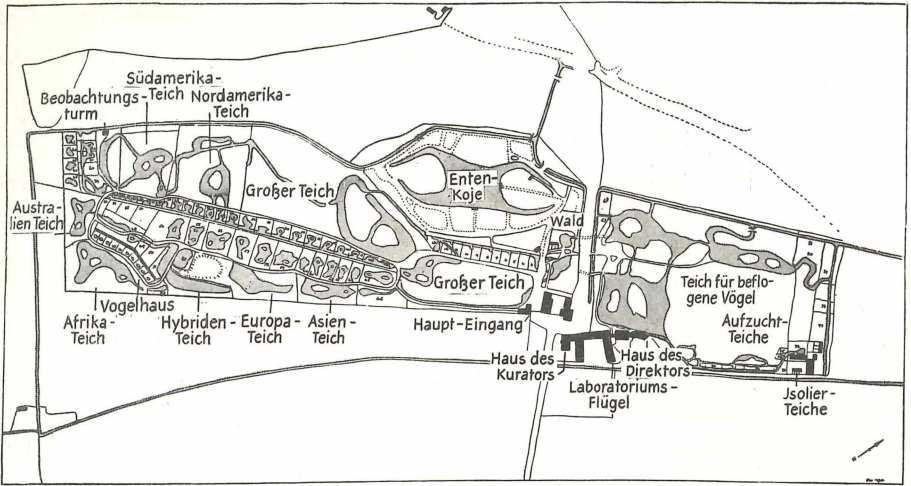 Südamerika-
Teich
Beobachtungs-
turm
Nordamerika-
Teich
Großer Teich
Enten-
Koje
Wald
Austra-
lien Teich
Großer Teich
Teich für beflo-
gene Vögel
Aufzucht-
Teiche
Vogelhaus
Afrika-
Teich
Hybriden-
Teich
Europa-
Teich
Asien-
Teich
Haupt-Eingang
Haus des
Kurators
Haus des
Direktors
Laboratoriums-
Flügel
Jsolier-
Teiche